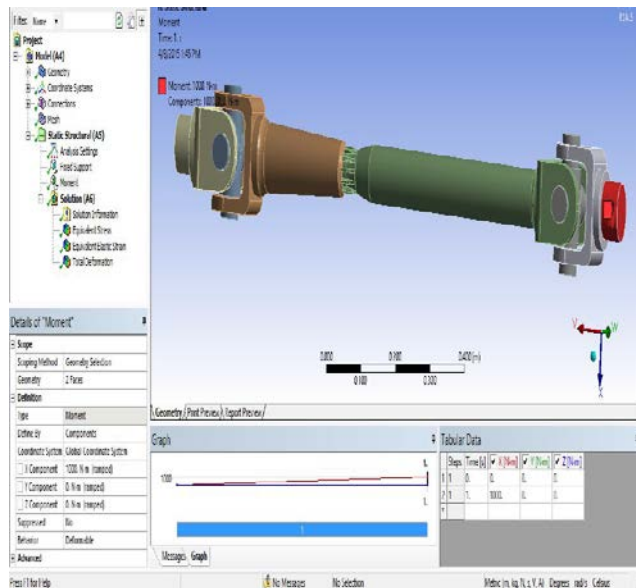 Filter: Name
Project
Model (A4)
Geometry
Coordinate Systems
Connections
Mesh
Static Structural (A5)
Analysis Settings
Fixed Support
Moment
Solution (A6)
Solution Information
Equivalent Stress
Equivalent Elastic Strain
Total Deformation
Moment
Time: 1. s
Moment: 1000. N·m
Components: 1000
0.000
0.200
0.400 (m)
0.100
0.300
Geometry / Print Preview / Report Preview
Details of "Moment"
Scope
Scoping Method Geometry Selection
Geometry 2 Faces
Definition
Type Moment
Define By Components
Coordinate System Global Coordinate System
X Component 1000. N·m (ramped)
Y Component 0. N·m (ramped)
Z Component 0. N·m (ramped)
Suppressed No
Behavior Deformable
Advanced
Graph
1000
1.
1.
1
Messages Graph
Tabular Data
Steps Time [s] X [N·m] Y [N·m] Z [N·m]
1 1 0. 0. 0. 0.
2 1 1. 1000. 0. 0.
*
Press F1 for Help
No Messages
No Selection
Metric (m, kg, N, s, V, A) Degrees rad/s Celsius